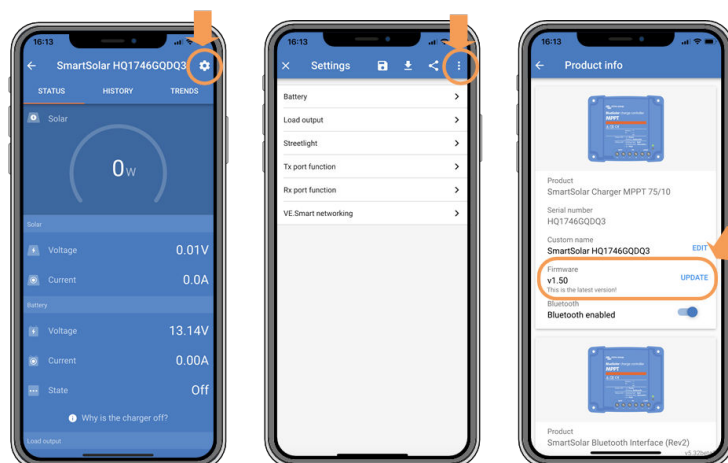 16:13
SmartSolar HQ1746GQDQ3
STATUS
HISTORY
TRENDS
Solar
0W
Solar
Voltage
0.01V
Current
0.0A
Battery
Voltage
13.14V
Current
0.00A
State
Off
Why is the charger off?
Load output
16:13
Settings
Battery
Load output
Streetlight
Tx port function
Rx port function
VE.Smart networking
16:13
Product info
MPPT
Product
SmartSolar Charger MPPT 75/10
Serial number
HQ1746GQDQ3
Custom name
SmartSolar HQ1746GQDQ3
EDIT
Firmware
v1.50
UPDATE
This is the latest version!
Bluetooth
Bluetooth enabled
MPPT
Product
SmartSolar Bluetooth Interface (Rev2)